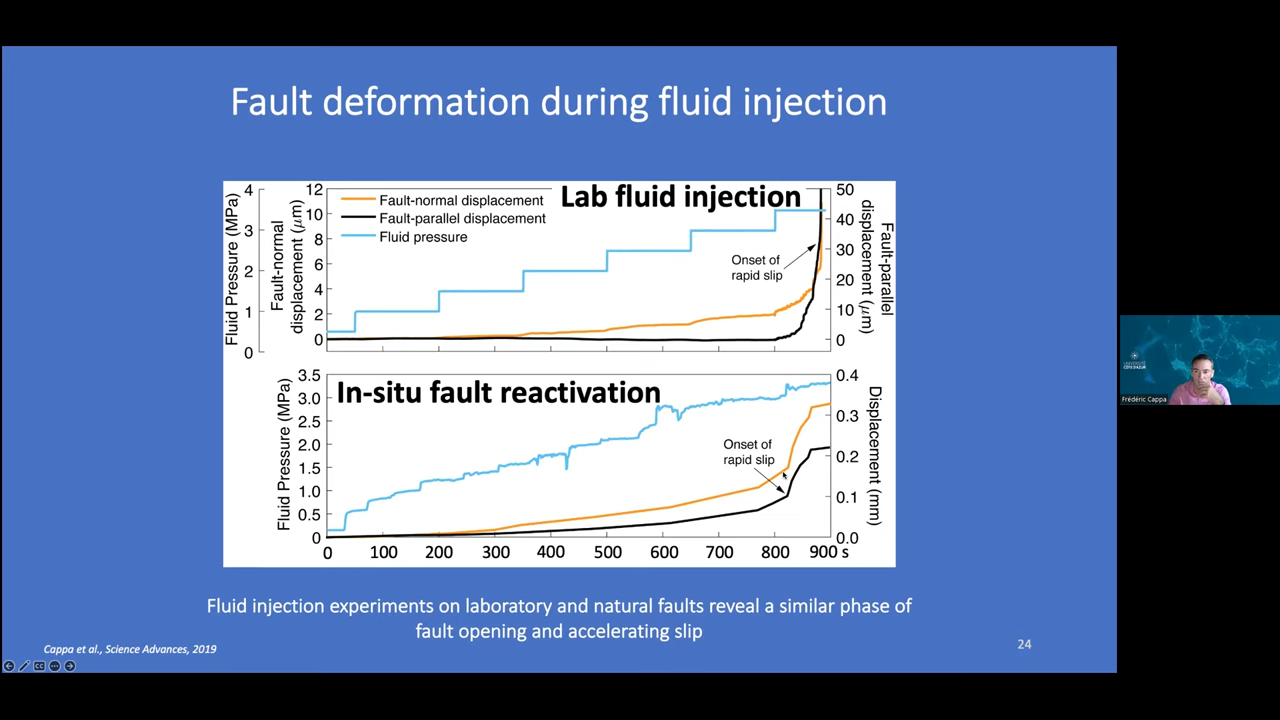 Fault deformation during fluid injection
Lab fluid injection
Fault-normal displacement
Fault-parallel displacement
Fluid pressure
Fluid Pressure (MPa)
4
3
2
1
0
Fault-normal
displacement (μm)
12
10
8
6
4
2
0
Onset of
rapid slip
50
40
30
20
10
0
Fault-parallel
displacement (μm)
In-situ fault reactivation
Fluid Pressure (MPa)
3.5
3.0
2.5
2.0
1.5
1.0
0.5
0
Onset of
rapid slip
0.4
0.3
0.2
0.1
0.0
Displacement (mm)
0 100 200 300 400 500 600 700 800 900 s
Fluid injection experiments on laboratory and natural faults reveal a similar phase of
fault opening and accelerating slip
Cappa et al., Science Advances, 2019
24
UNIVERSITÉ
CÔTE D'AZUR
Frédéric Cappa